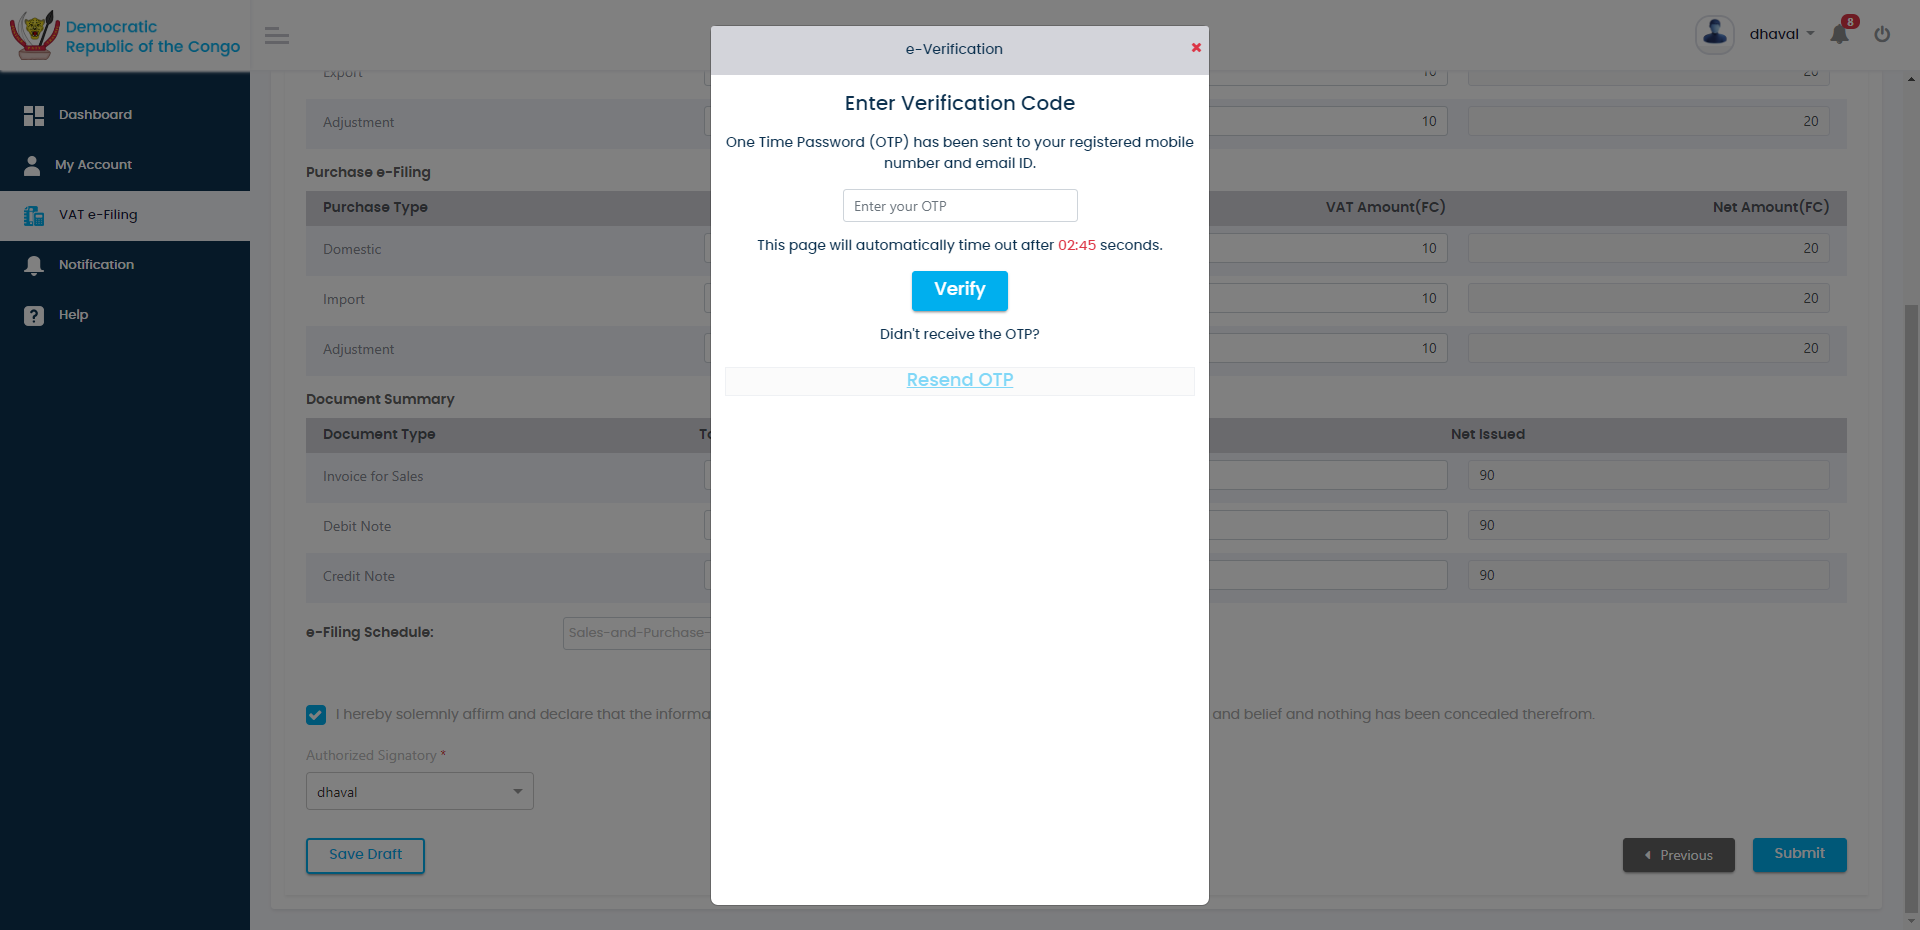 Democratic
Republic of the Congo
dhaval
8
Dashboard
My Account
VAT e-Filing
Notification
Help
e-Verification
Enter Verification Code
One Time Password (OTP) has been sent to your registered mobile
number and email ID.
Enter your OTP
This page will automatically time out after 02:45 seconds.
Verify
Didn't receive the OTP?
Resend OTP
Export 10 20
Adjustment 10 20
Purchase e-Filing
Purchase Type VAT Amount(FC) Net Amount(FC)
Domestic 10 20
Import 10 20
Adjustment 10 20
Document Summary
Document Type Net Issued
Invoice for Sales 90
Debit Note 90
Credit Note 90
e-Filing Schedule: Sales-and-Purchase-
I hereby solemnly affirm and declare that the informa and belief and nothing has been concealed therefrom.
Authorized Signatory *
dhaval
Save Draft Previous Submit